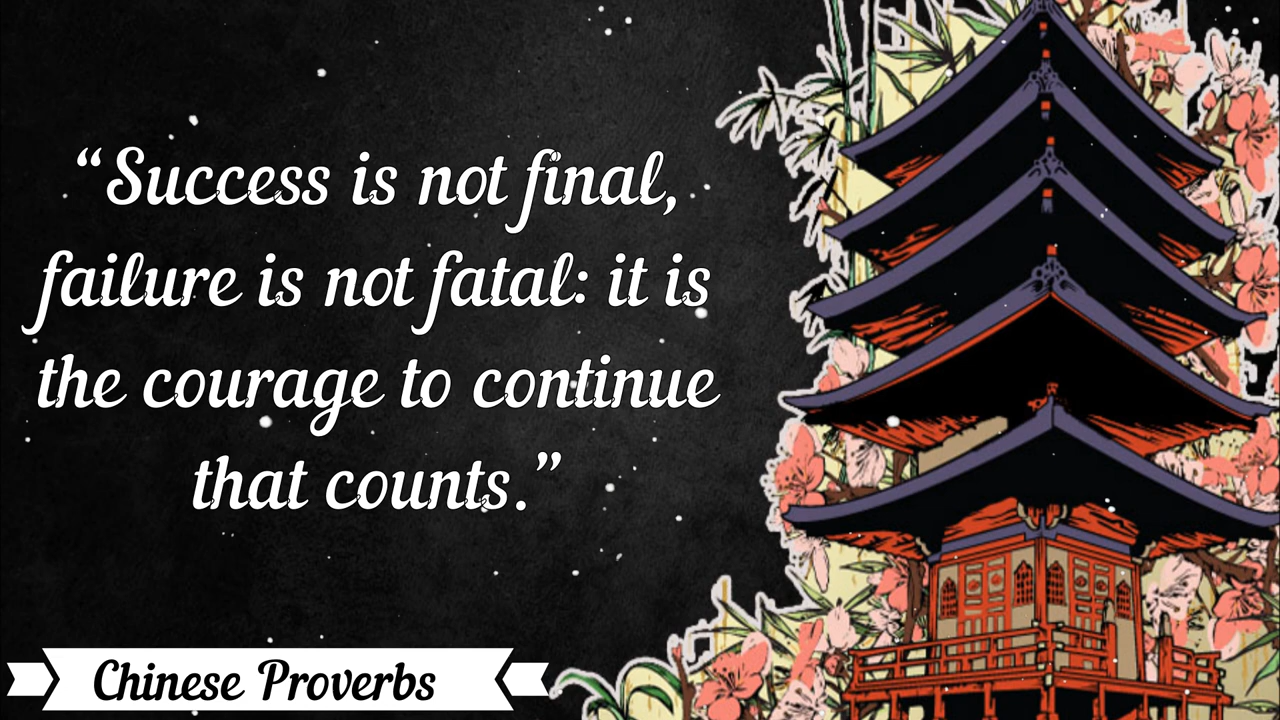 “Success is not final,
failure is not fatal: it is
the courage to continue
that counts.”
Chinese Proverbs